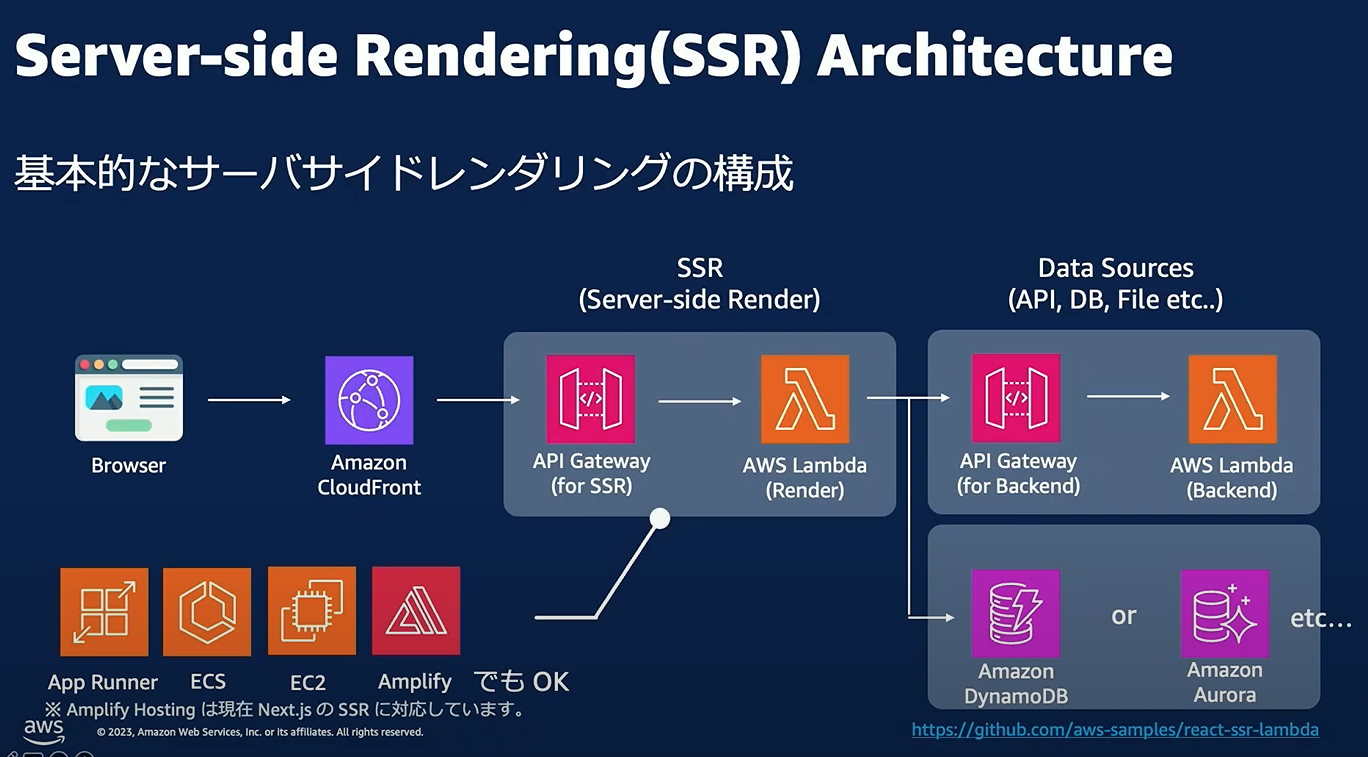 Server-side Rendering(SSR) Architecture
基本的なサーバサイドレンダリングの構成
SSR
(Server-side Render)
Data Sources
(API, DB, File etc..)
Browser
Amazon
CloudFront
API Gateway
(for SSR)
AWS Lambda
(Render)
API Gateway
(for Backend)
AWS Lambda
(Backend)
App Runner
ECS
EC2
Amplify
でも OK
Amazon
DynamoDB
or
Amazon
Aurora
etc…
※ Amplify Hosting は現在 Next.js の SSR に対応しています。
aws
© 2023, Amazon Web Services, Inc. or its affiliates. All rights reserved.
https://github.com/aws-samples/react-ssr-lambda